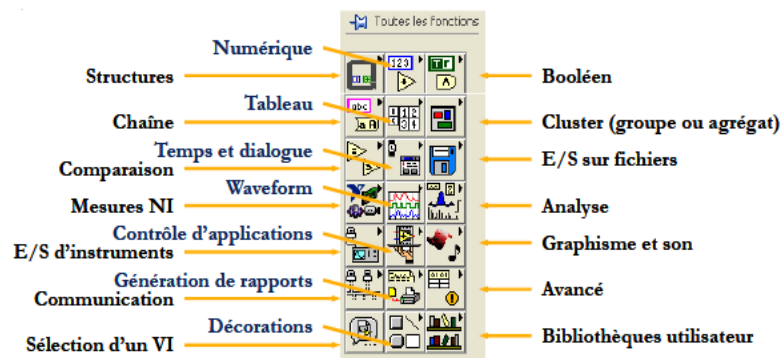 Toutes les fonctions
Numérique
Structures
Booléen
Tableau
Chaîne
Cluster (groupe ou agrégat)
Temps et dialogue
Comparaison
E/S sur fichiers
Waveform
Mesures NI
Analyse
Contrôle d'applications
E/S d'instruments
Graphisme et son
Génération de rapports
Communication
Avancé
Décorations
Sélection d'un VI
Bibliothèques utilisateur
123
abc